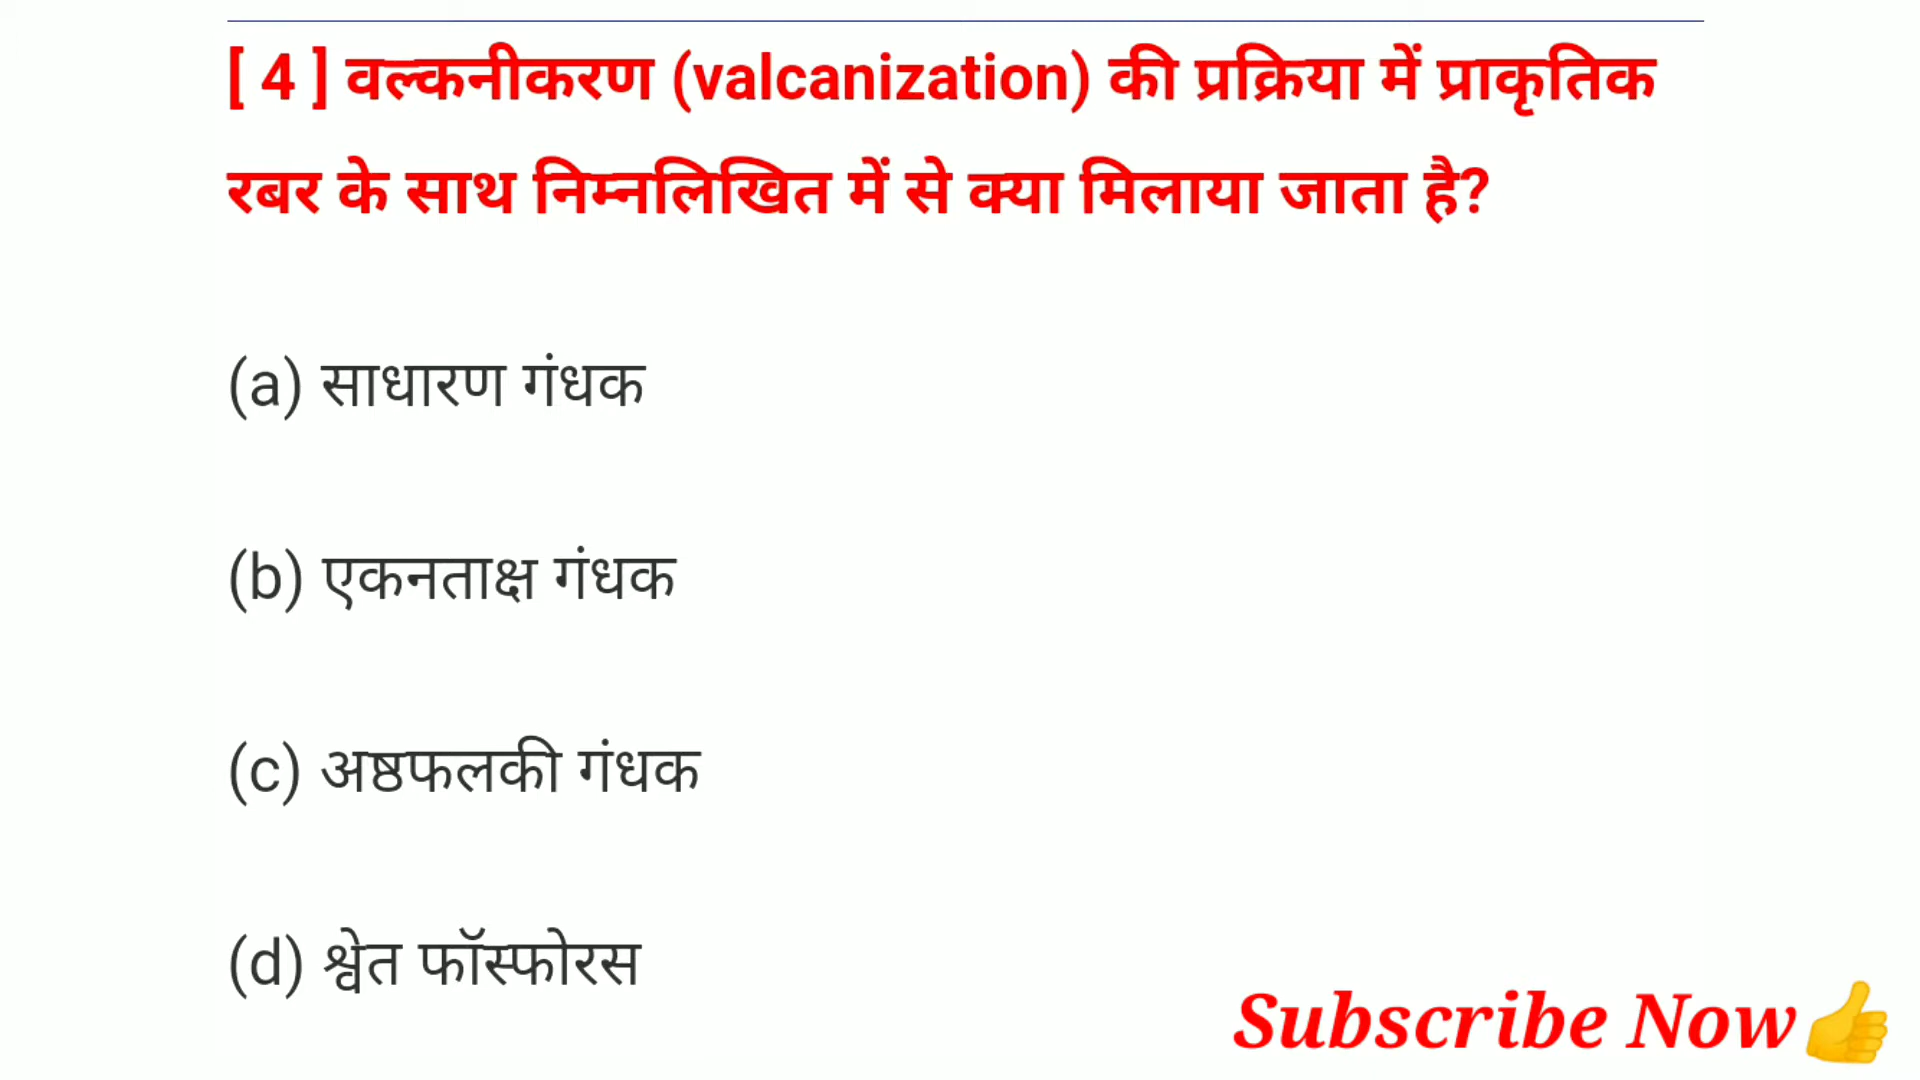 [ 4 ] वल्कनीकरण (valcanization) की प्रक्रिया में प्राकृतिक
रबर के साथ निम्नलिखित में से क्या मिलाया जाता है?
(a) साधारण गंधक
(b) एकनताक्ष गंधक
(c) अष्ठफलकी गंधक
(d) श्वेत फॉस्फोरस
Subscribe Now